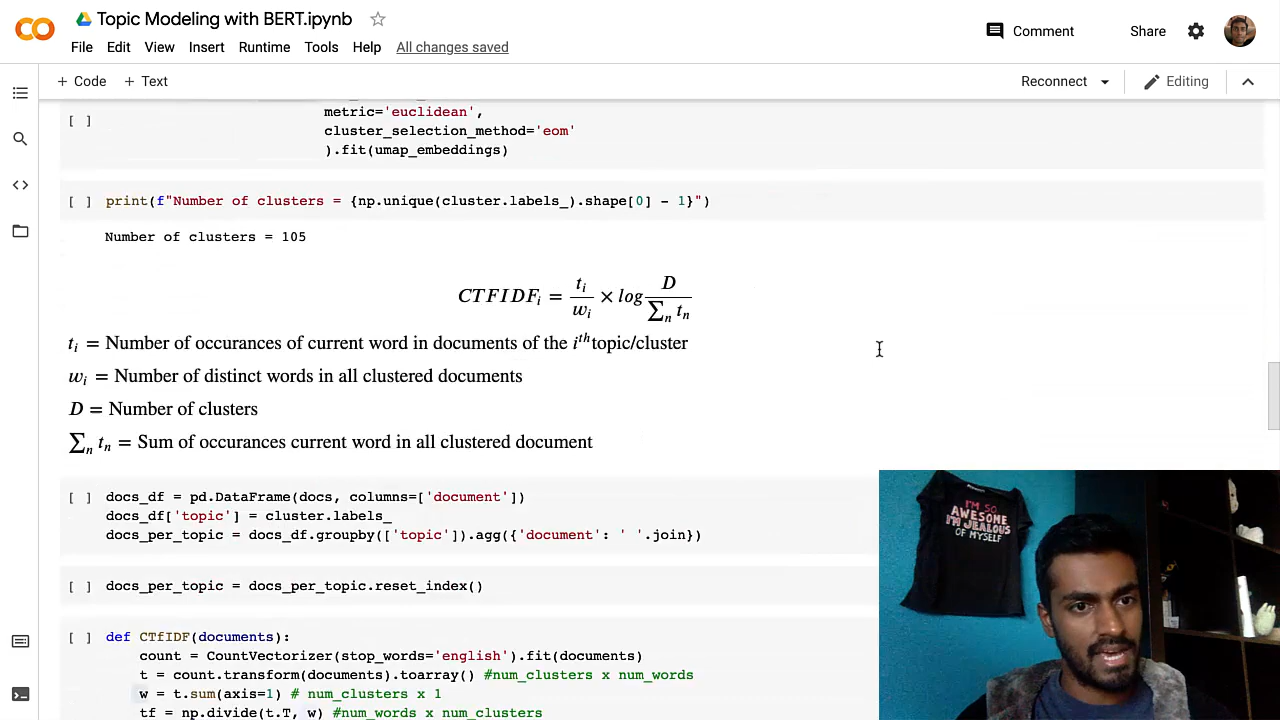 Topic Modeling with BERT.ipynb
File Edit View Insert Runtime Tools Help All changes saved
Comment Share
+ Code + Text
Reconnect Editing
[ ]
metric='euclidean',
cluster_selection_method='eom'
).fit(umap_embeddings)
[ ] print(f"Number of clusters = {np.unique(cluster.labels_).shape[0] - 1}")
Number of clusters = 105
CTFIDF_i = t_i / w_i × log D / ∑_n t_n
t_i = Number of occurances of current word in documents of the i^th topic/cluster
w_i = Number of distinct words in all clustered documents
D = Number of clusters
∑_n t_n = Sum of occurances current word in all clustered document
[ ] docs_df = pd.DataFrame(docs, columns=['document'])
docs_df['topic'] = cluster.labels_
docs_per_topic = docs_df.groupby(['topic']).agg({'document': ' '.join})
[ ] docs_per_topic = docs_per_topic.reset_index()
[ ] def CTfIDF(documents):
count = CountVectorizer(stop_words='english').fit(documents)
t = count.transform(documents).toarray() #num_clusters x num_words
w = t.sum(axis=1) # num_clusters x 1
tf = np.divide(t.T, w) #num_words x num_clusters
I'M SO
AWESOME
I'M JEALOUS
OF MYSELF